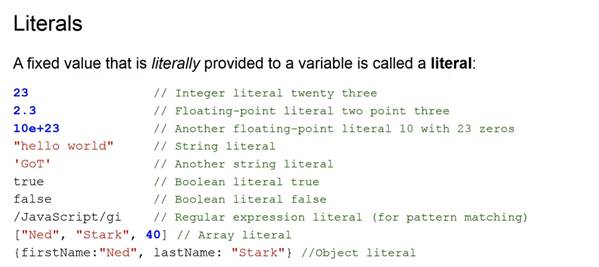 Literals
A fixed value that is literally provided to a variable is called a literal:
23 // Integer literal twenty three
2.3 // Floating-point literal two point three
10e+23 // Another floating-point literal 10 with 23 zeros
"hello world" // String literal
'GoT' // Another string literal
true // Boolean literal true
false // Boolean literal false
/JavaScript/gi // Regular expression literal (for pattern matching)
["Ned", "Stark", 40] // Array literal
{firstName:"Ned", lastName: "Stark"} //Object literal